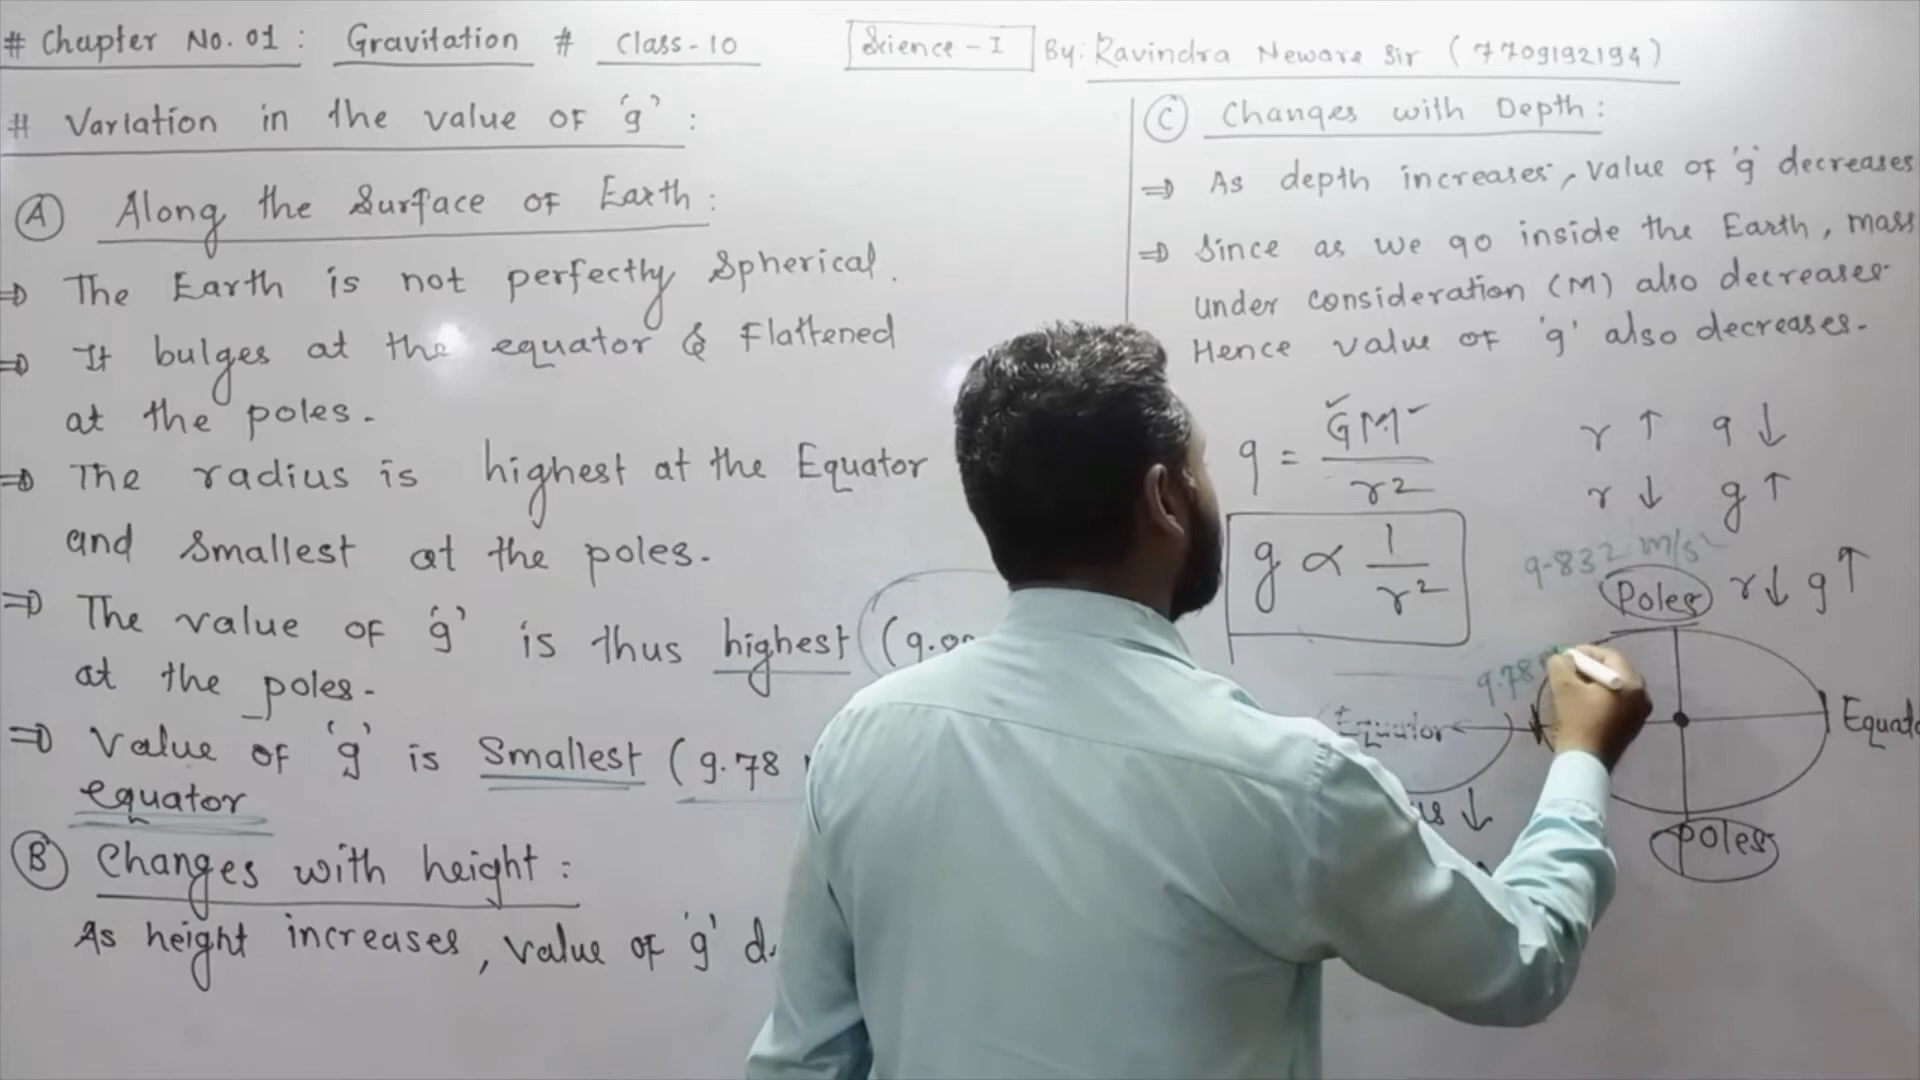 # Chapter No. 01 : Gravitation # Class - 10
Science - I By: Ravindra Neware Sir (7709192194)
# Variation in the value of 'g' :
A Along the Surface of Earth :
⇒ The Earth is not perfectly Spherical.
⇒ It bulges at the equator & Flattened
at the poles.
⇒ The radius is highest at the Equator
and Smallest at the poles.
⇒ The value of 'g' is thus highest (9.
at the poles.
⇒ Value of 'g' is Smallest (9.78
equator
B Changes with height :
As height increases, value of 'g' d
C Changes with Depth :
⇒ As depth increases, value of 'g' decreases
⇒ Since as we go inside the Earth, mass
under consideration (M) also decreases.
Hence value of 'g' also decreases.
g = GM / r²
r ↑ g ↓
r ↓ g ↑
g ∝ 1 / r²
9.832 m/s²
Poles r↓ g↑
9.78
Equator
Equato
us ↓
Poles